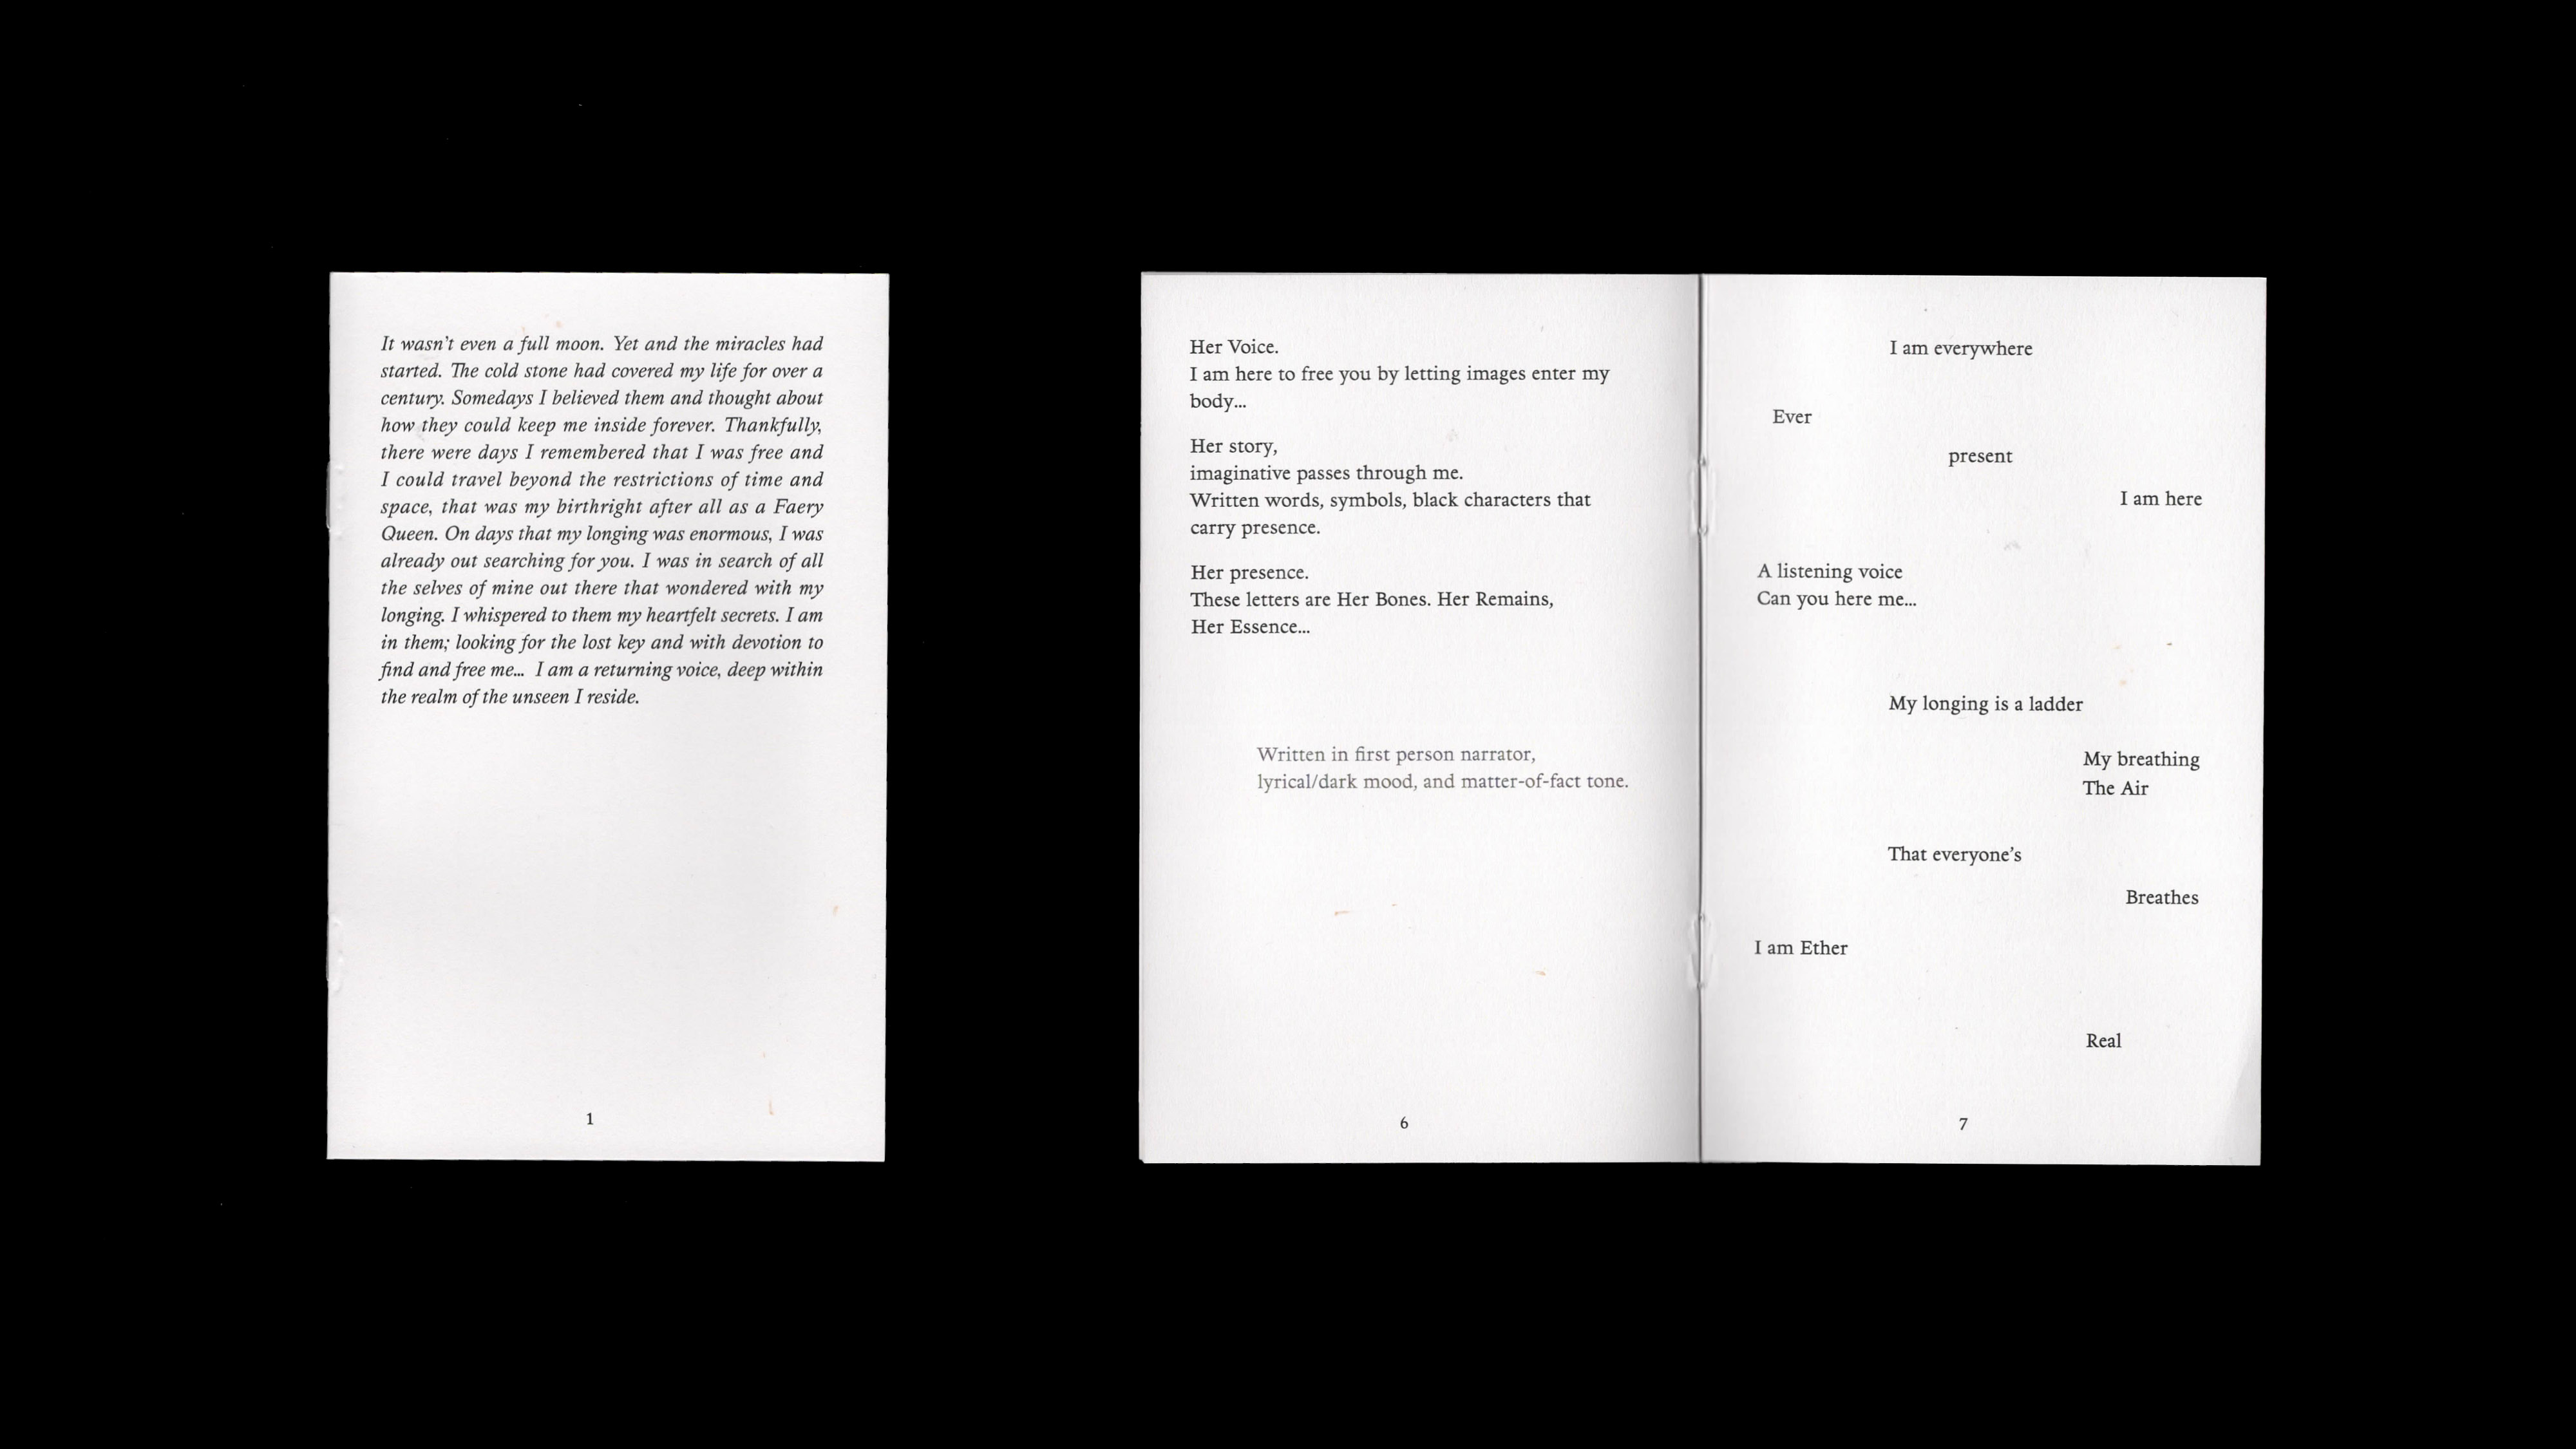 It wasn't even a full moon. Yet and the miracles had
started. The cold stone had covered my life for over a
century. Somedays I believed them and thought about
how they could keep me inside forever. Thankfully,
there were days I remembered that I was free and
I could travel beyond the restrictions of time and
space, that was my birthright after all as a Faery
Queen. On days that my longing was enormous, I was
already out searching for you. I was in search of all
the selves of mine out there that wondered with my
longing. I whispered to them my heartfelt secrets. I am
in them; looking for the lost key and with devotion to
find and free me... I am a returning voice, deep within
the realm of the unseen I reside.
1
Her Voice.
I am here to free you by letting images enter my
body...
Her story,
imaginative passes through me.
Written words, symbols, black characters that
carry presence.
Her presence.
These letters are Her Bones. Her Remains,
Her Essence...
Written in first person narrator,
lyrical/dark mood, and matter-of-fact tone.
6
I am everywhere
Ever
present
I am here
A listening voice
Can you here me...
My longing is a ladder
My breathing
The Air
That everyone's
Breathes
I am Ether
Real
7